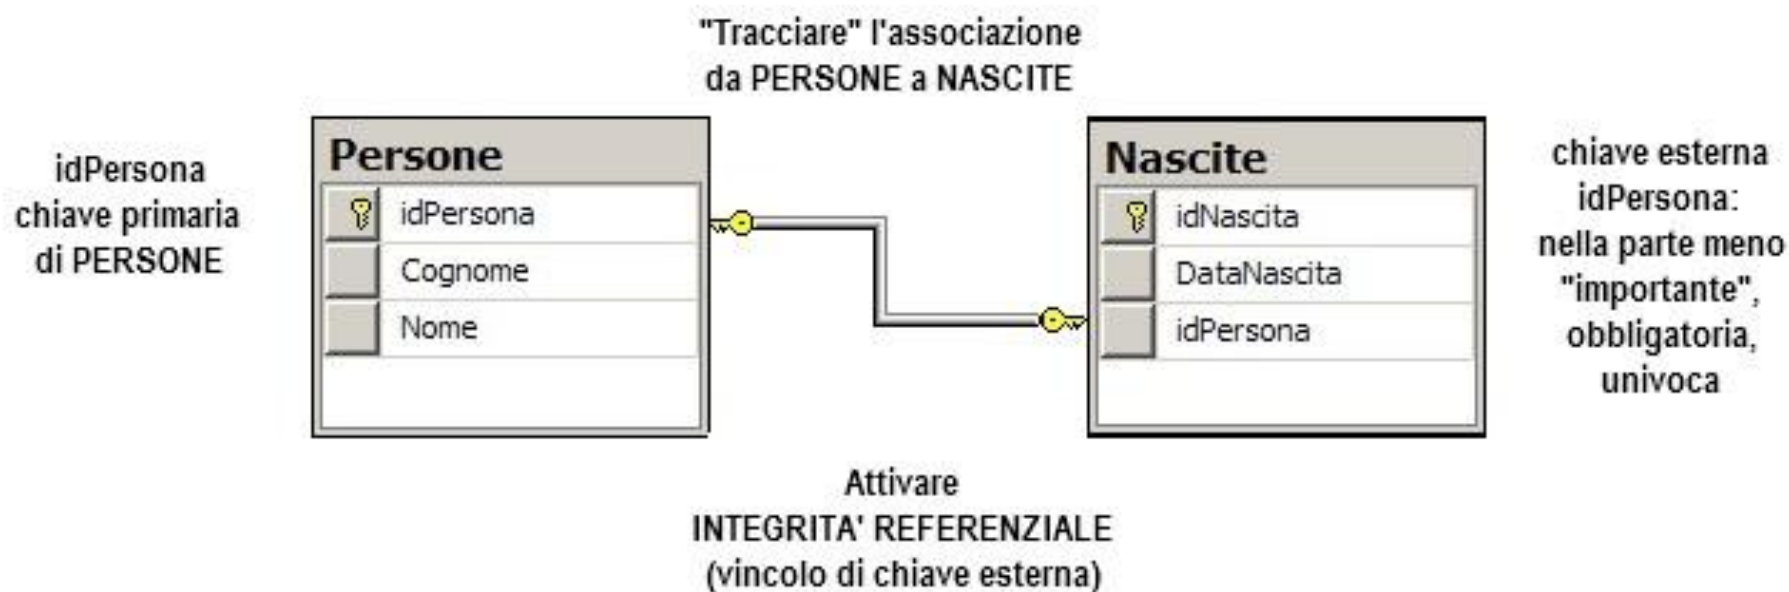 "Tracciare" l'associazione
da PERSONE a NASCITE
idPersona
chiave primaria
di PERSONE
Persone
idPersona
Cognome
Nome
Nascite
idNascita
DataNascita
idPersona
chiave esterna
idPersona:
nella parte meno
"importante",
obbligatoria,
univoca
Attivare
INTEGRITA' REFERENZIALE
(vincolo di chiave esterna)